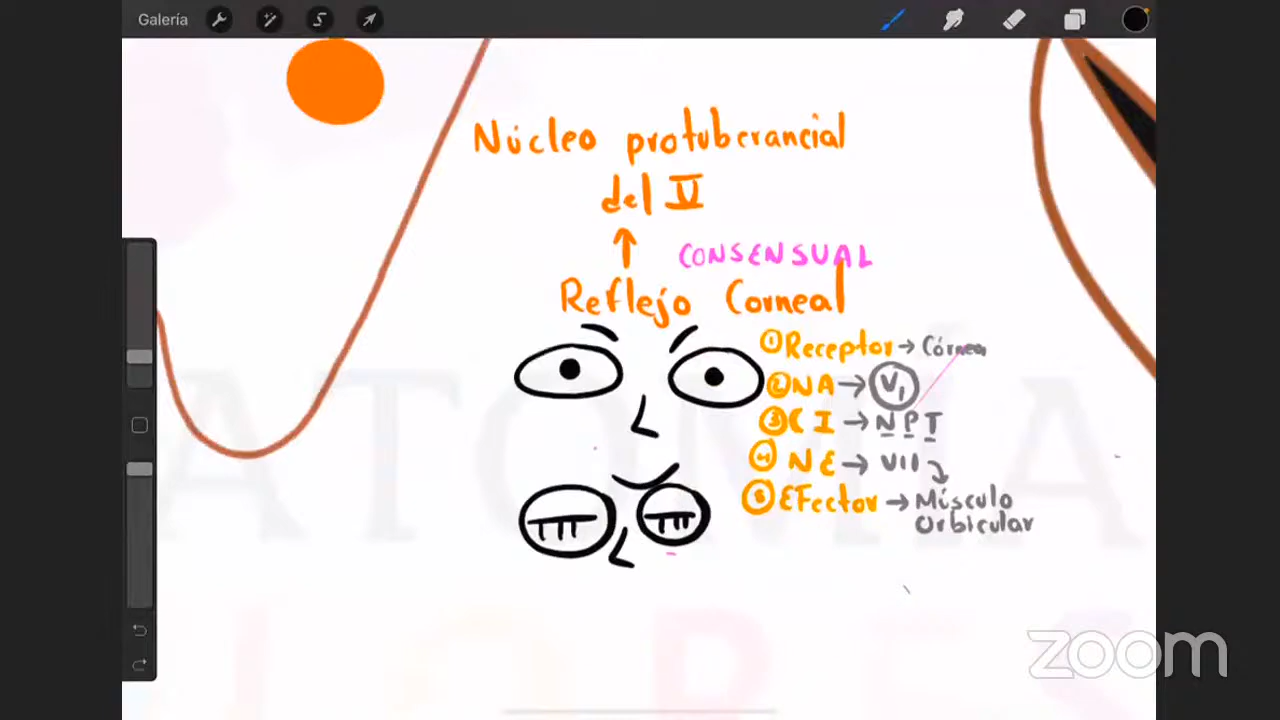 Galería
Núcleo protuberancial
del V
↑
CONSENSUAL
Reflejo Corneal
① Receptor → Córnea
② NA → V₁
③ CI → NPT
④ NE → VII
⑤ EFector → Músculo
Orbicular
ATOMÍA
zoom